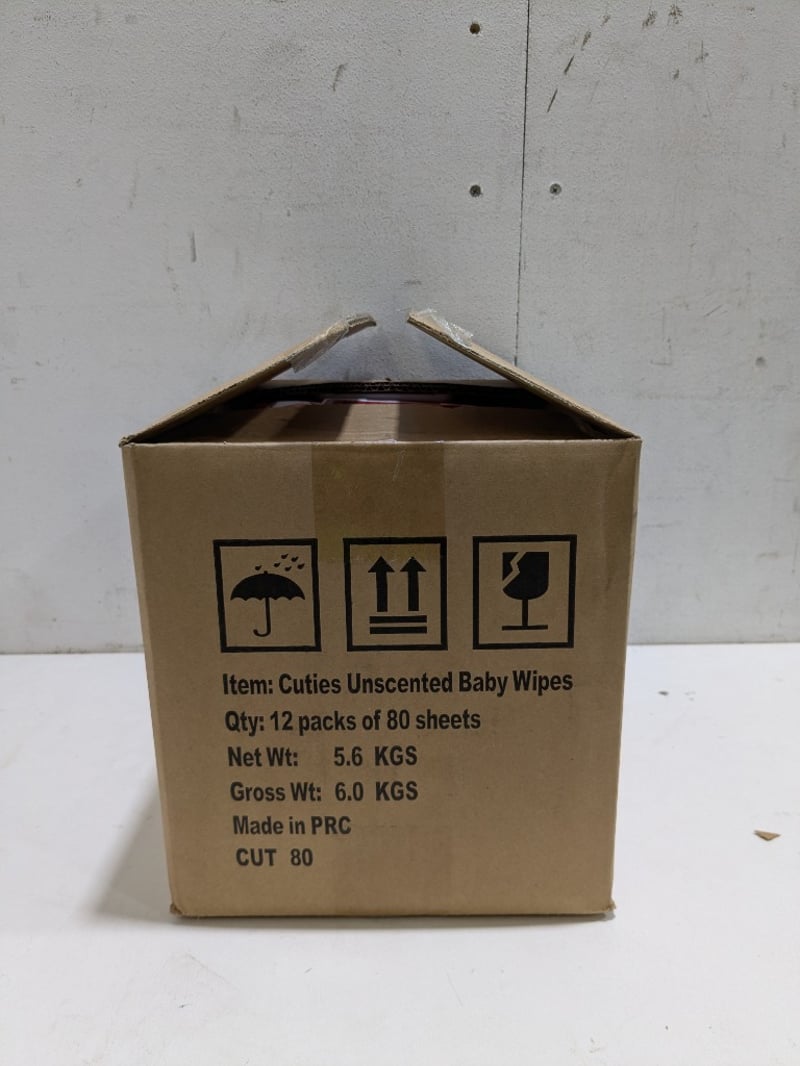 Item: Cuties Unscented Baby Wipes
Qty: 12 packs of 80 sheets
Net Wt: 5.6 KGS
Gross Wt: 6.0 KGS
Made in PRC
CUT 80